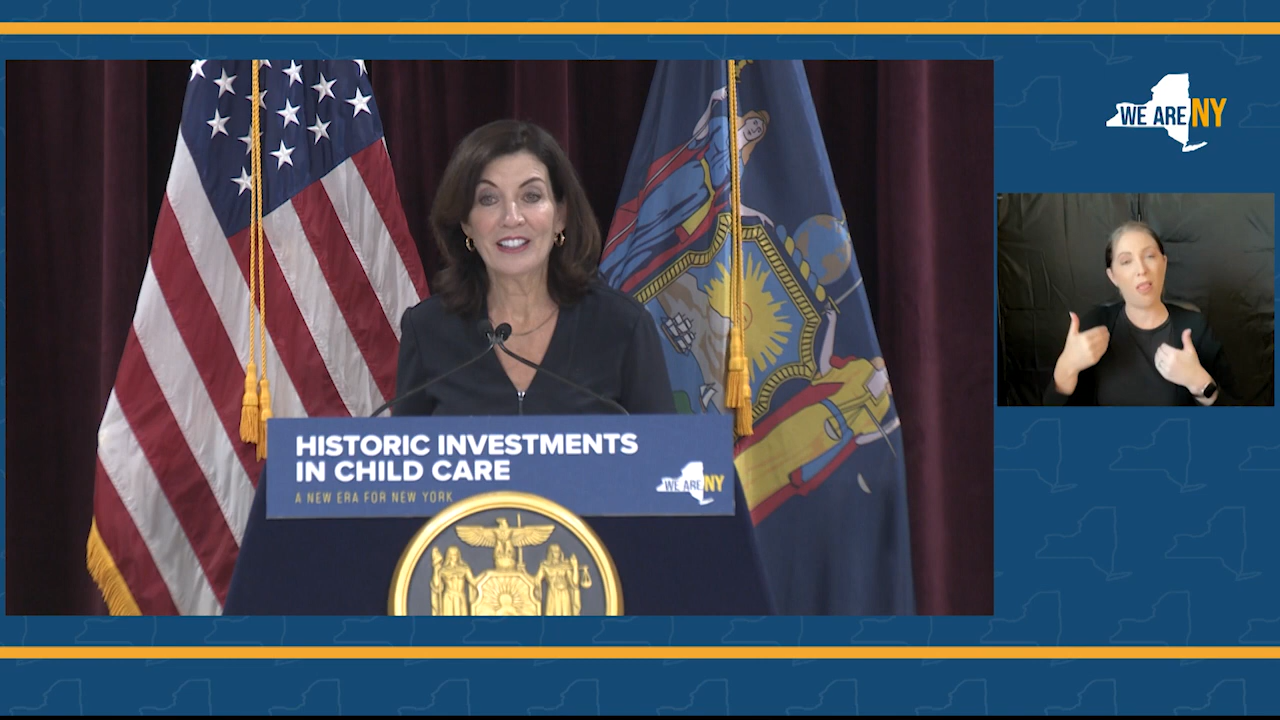 WE ARE NY
HISTORIC INVESTMENTS
IN CHILD CARE
A NEW ERA FOR NEW YORK
WE ARE NY